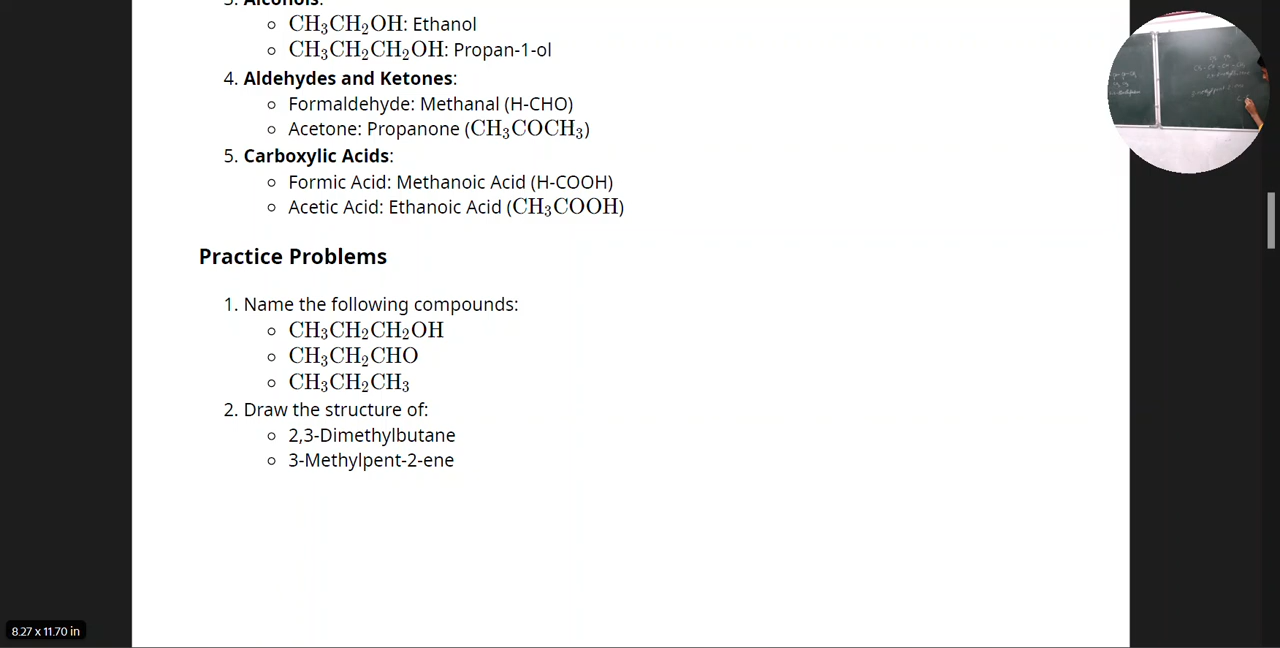 3. Alcohols:
CH₃CH₂OH: Ethanol
CH₃CH₂CH₂OH: Propan-1-ol
4. Aldehydes and Ketones:
Formaldehyde: Methanal (H-CHO)
Acetone: Propanone (CH₃COCH₃)
5. Carboxylic Acids:
Formic Acid: Methanoic Acid (H-COOH)
Acetic Acid: Ethanoic Acid (CH₃COOH)
Practice Problems
1. Name the following compounds:
CH₃CH₂CH₂OH
CH₃CH₂CHO
CH₃CH₂CH₃
2. Draw the structure of:
2,3-Dimethylbutane
3-Methylpent-2-ene
8.27 x 11.70 in